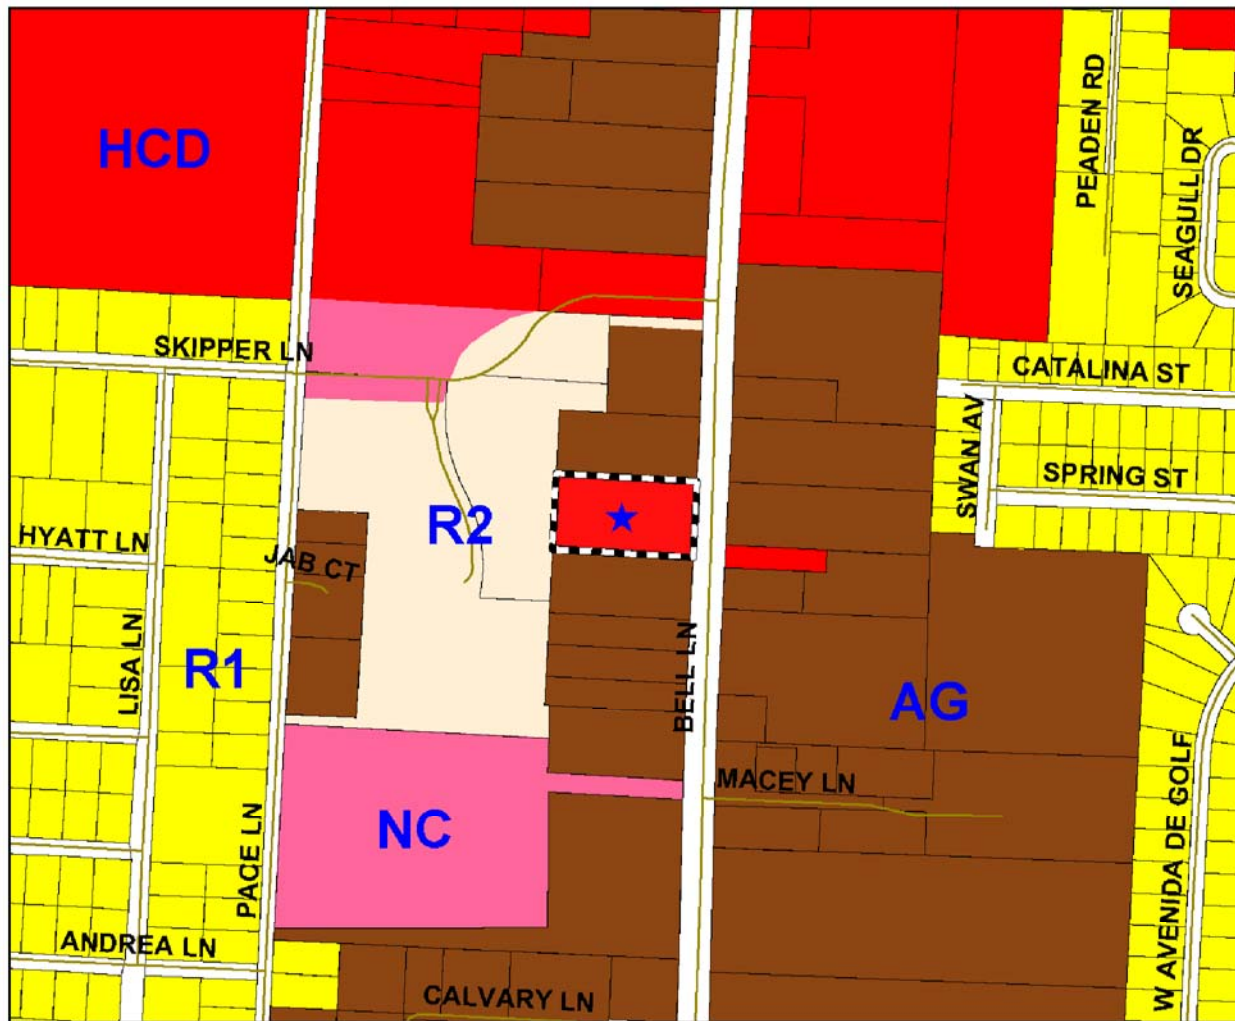 PEADEN RD
SEAGULL DR
HCD
SKIPPER LN
CATALINA ST
SWAN AV
SPRING ST
R2
HYATT LN
JAB CT
LISA LN
R1
BELL LN
AG
MACEY LN
W AVENIDA DE GOLF
NC
PACE LN
ANDREA LN
CALVARY LN